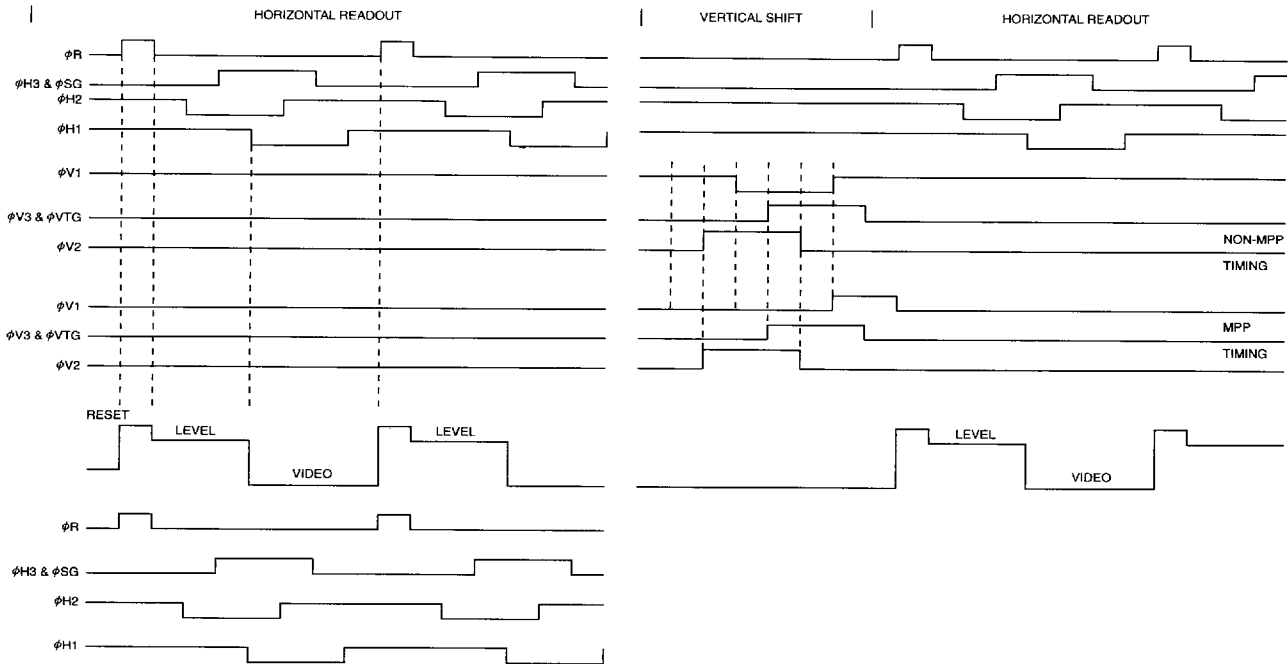 HORIZONTAL READOUT
VERTICAL SHIFT
HORIZONTAL READOUT
φR
φH3 & φSG
φH2
φH1
φV1
φV3 & φVTG
φV2
NON-MPP
TIMING
φV1
φV3 & φVTG
MPP
φV2
TIMING
RESET
LEVEL
LEVEL
LEVEL
VIDEO
VIDEO
φR
φH3 & φSG
φH2
φH1